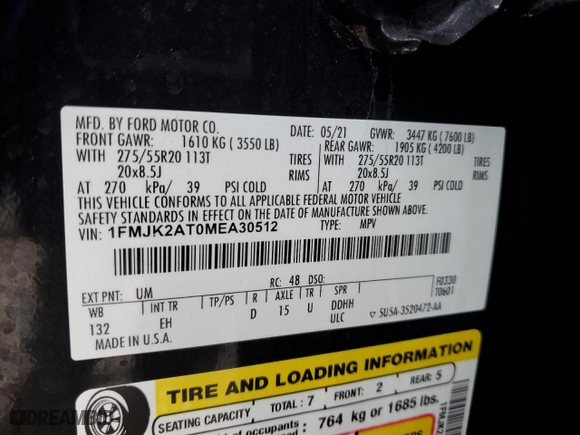 MFD. BY FORD MOTOR CO.
DATE: 05/21 GVWR: 3447 KG (7600 LB)
FRONT GAWR: 1610 KG (3550 LB) REAR GAWR: 1905 KG (4200 LB)
WITH 275/55R20 113T TIRES WITH 275/55R20 113T TIRES
20x8.5J RIMS 20x8.5J RIMS
AT 270 kPa/ 39 PSI COLD AT 270 kPa/ 39 PSI COLD
THIS VEHICLE CONFORMS TO ALL APPLICABLE FEDERAL MOTOR VEHICLE
SAFETY STANDARDS IN EFFECT ON THE DATE OF MANUFACTURE SHOWN ABOVE.
VIN: 1FMJK2AT0MEA30512 TYPE: MPV
EXT PNT: UM RC: 48 DSO: F0330
T0601
WB INT TR TP/PS R AXLE TR SPR
132 EH D 15 U DDHH
ULC SU5A-3520472-AA
MADE IN U.S.A.
TIRE AND LOADING INFORMATION
SEATING CAPACITY TOTAL : 7 FRONT: 2 REAR: 5
of occupants 764 kg or 1685 lbs.